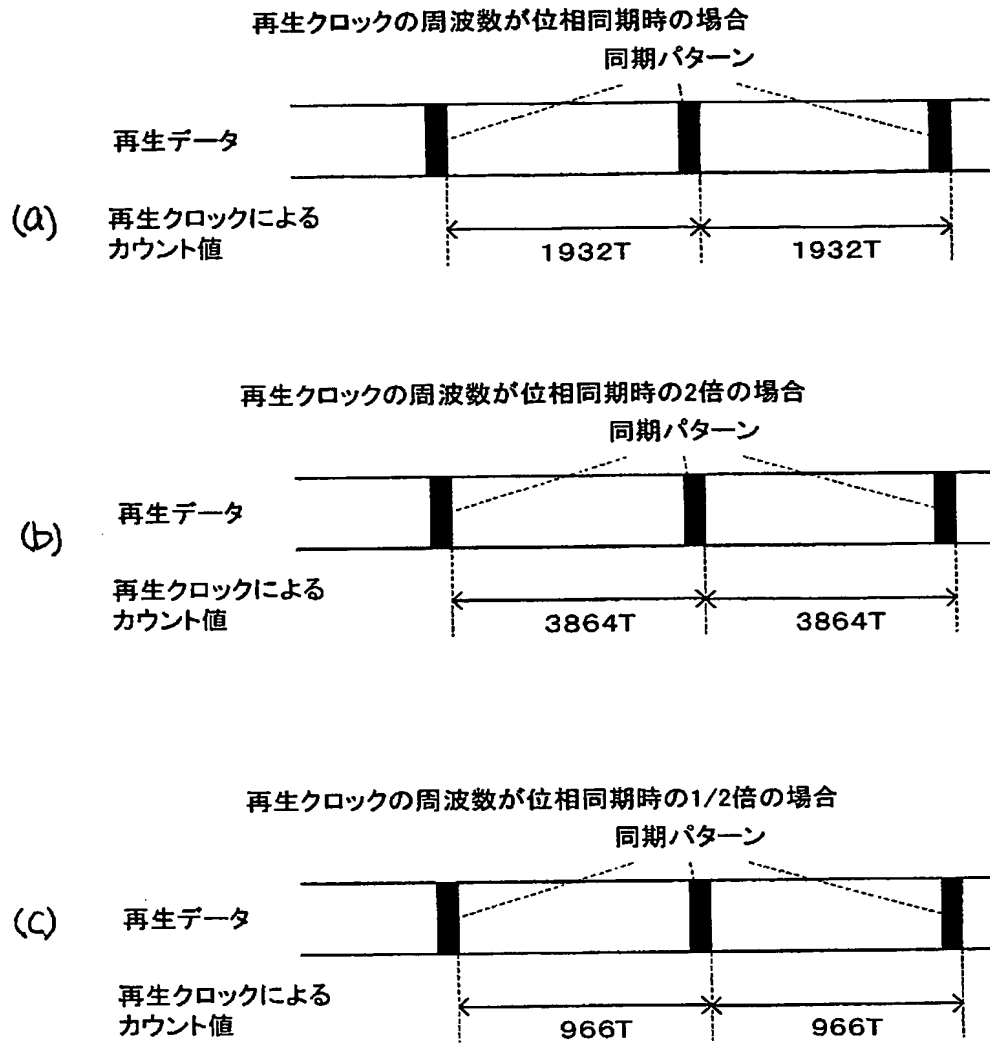 再生クロックの周波数が位相同期時の場合
同期パターン
再生データ
(a)
再生クロックによる
カウント値
1932T
1932T
再生クロックの周波数が位相同期時の2倍の場合
同期パターン
再生データ
(b)
再生クロックによる
カウント値
3864T
3864T
再生クロックの周波数が位相同期時の1/2倍の場合
同期パターン
(c)
再生データ
再生クロックによる
カウント値
966T
966T